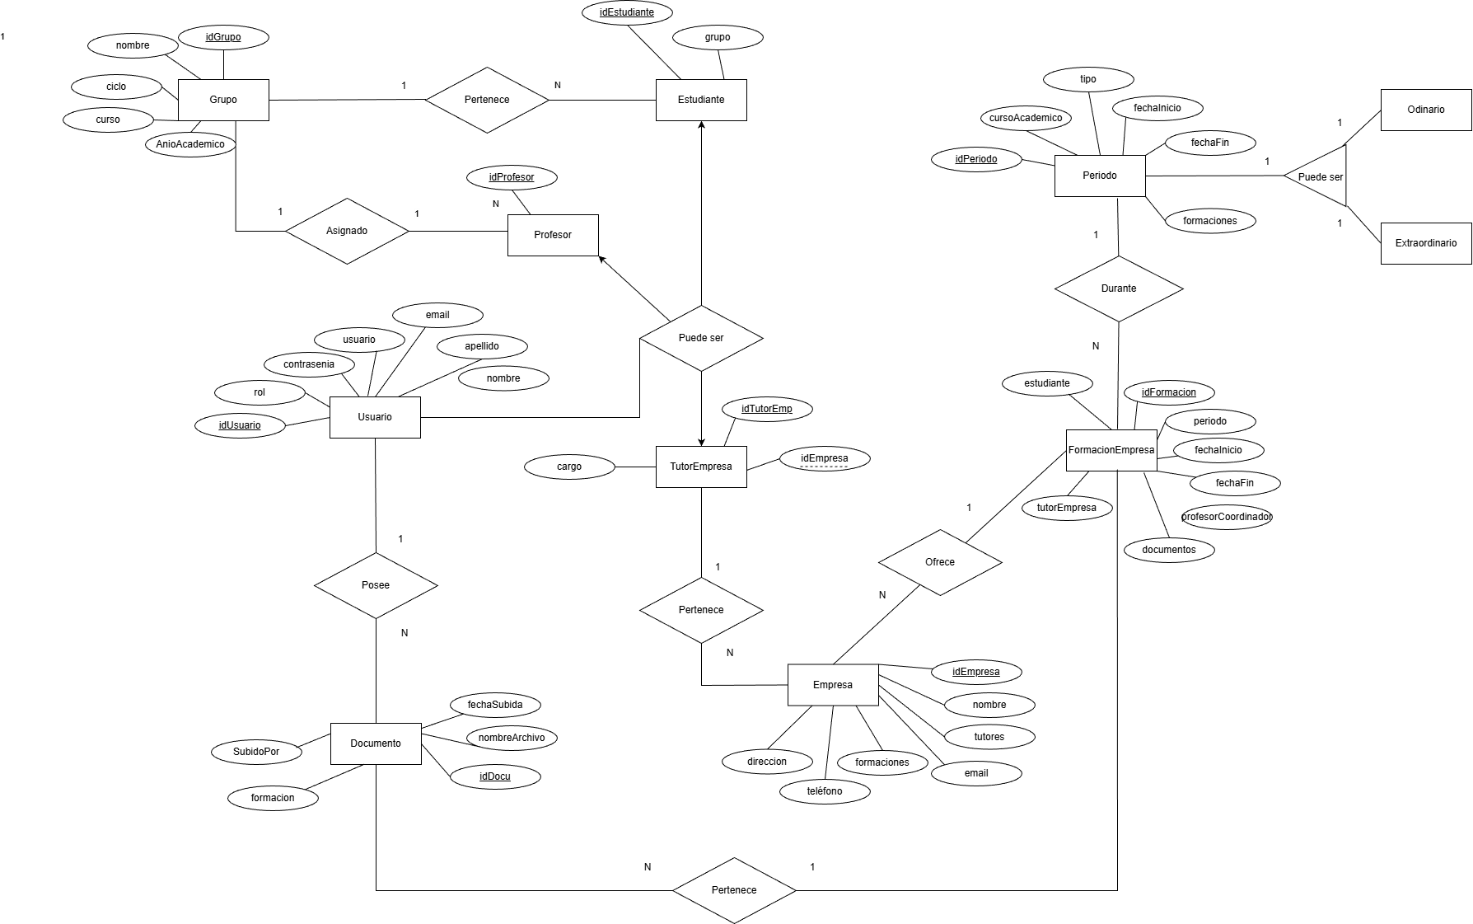 1
nombre
idGrupo
ciclo
curso
AnioAcademico
Grupo
1
Pertenece
N
idEstudiante
grupo
Estudiante
1
Asignado
1
N
idProfesor
Profesor
tipo
cursoAcademico
fechaInicio
fechaFin
idPeriodo
Periodo
formaciones
1
Puede ser
1
Odinario
1
Extraordinario
1
Durante
N
email
usuario
apellido
contrasenia
nombre
rol
idUsuario
Usuario
Puede ser
idTutorEmp
idEmpresa
cargo
TutorEmpresa
estudiante
idFormacion
periodo
fechaInicio
FormacionEmpresa
fechaFin
tutorEmpresa
profesorCoordinador
documentos
1
Ofrece
N
1
Posee
N
1
Pertenece
N
Empresa
idEmpresa
nombre
tutores
email
direccion
formaciones
teléfono
fechaSubida
nombreArchivo
SubidoPor
Documento
idDocu
formacion
N
Pertenece
1